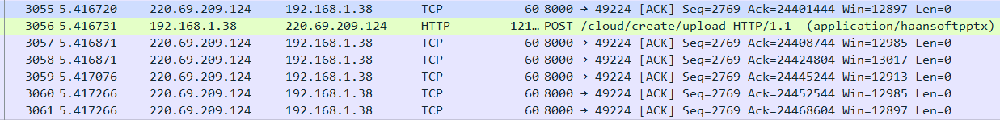 3055 5.416720 220.69.209.124 192.168.1.38 TCP 60 8000 → 49224 [ACK] Seq=2769 Ack=24401444 Win=12897 Len=0
3056 5.416731 192.168.1.38 220.69.209.124 HTTP 121… POST /cloud/create/upload HTTP/1.1 (application/haansoftpptx)
3057 5.416871 220.69.209.124 192.168.1.38 TCP 60 8000 → 49224 [ACK] Seq=2769 Ack=24408744 Win=12985 Len=0
3058 5.416871 220.69.209.124 192.168.1.38 TCP 60 8000 → 49224 [ACK] Seq=2769 Ack=24424804 Win=13017 Len=0
3059 5.417076 220.69.209.124 192.168.1.38 TCP 60 8000 → 49224 [ACK] Seq=2769 Ack=24445244 Win=12913 Len=0
3060 5.417266 220.69.209.124 192.168.1.38 TCP 60 8000 → 49224 [ACK] Seq=2769 Ack=24452544 Win=12985 Len=0
3061 5.417266 220.69.209.124 192.168.1.38 TCP 60 8000 → 49224 [ACK] Seq=2769 Ack=24468604 Win=12897 Len=0